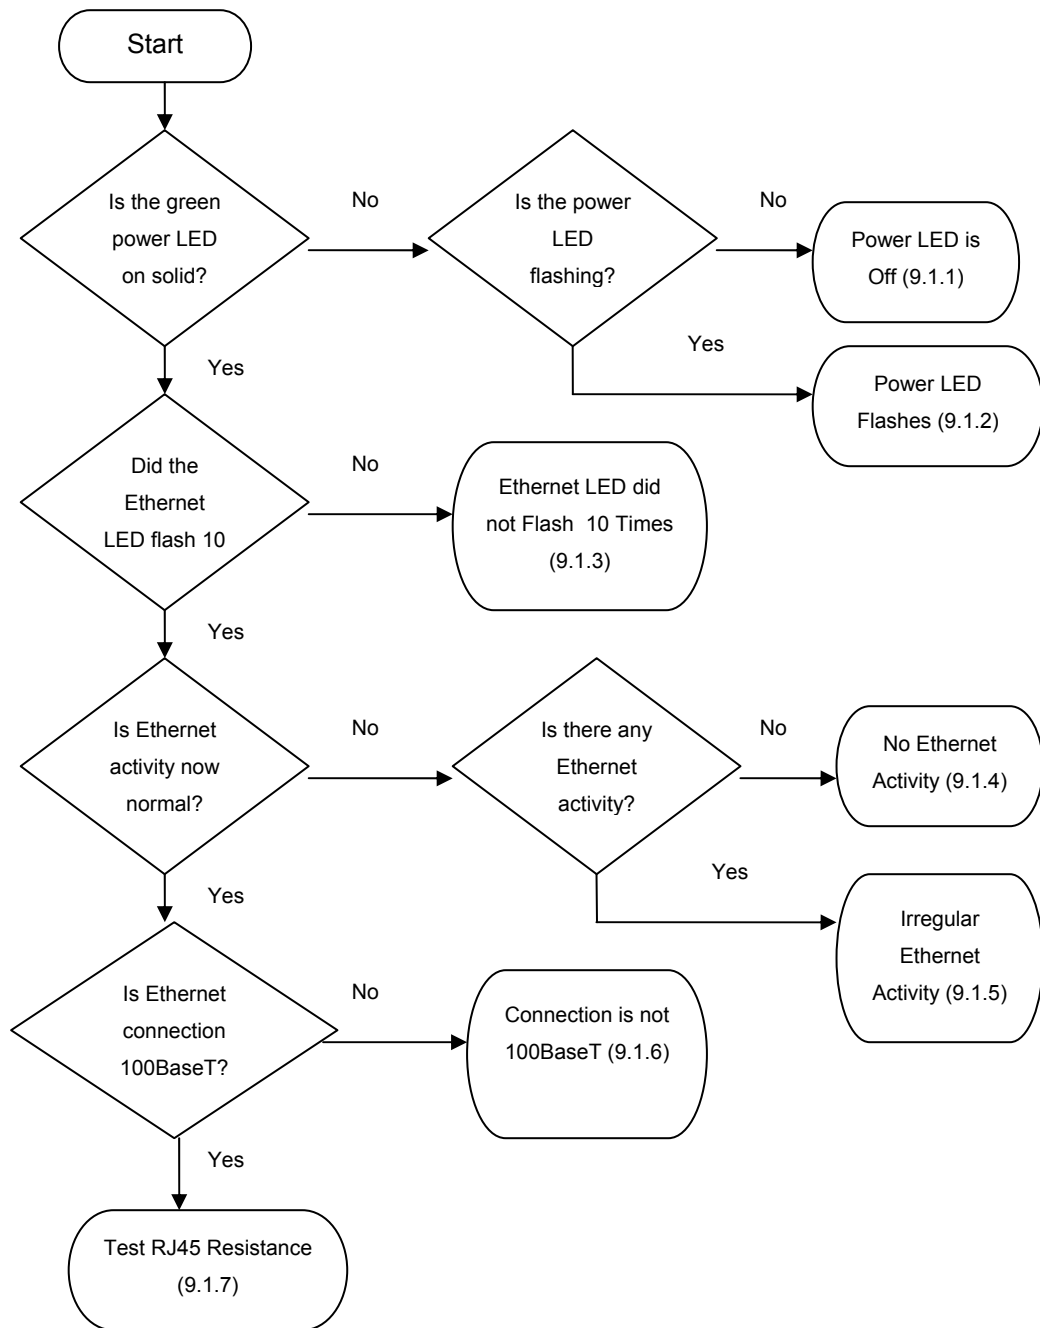 Start
Is the green
power LED
on solid?
No
Is the power
LED
flashing?
No
Power LED is
Off (9.1.1)
Yes
Yes
Power LED
Flashes (9.1.2)
Did the
Ethernet
LED flash 10
No
Ethernet LED did
not Flash 10 Times
(9.1.3)
Yes
Is Ethernet
activity now
normal?
No
Is there any
Ethernet
activity?
No
No Ethernet
Activity (9.1.4)
Yes
Yes
Irregular
Ethernet
Activity (9.1.5)
Is Ethernet
connection
100BaseT?
No
Connection is not
100BaseT (9.1.6)
Yes
Test RJ45 Resistance
(9.1.7)